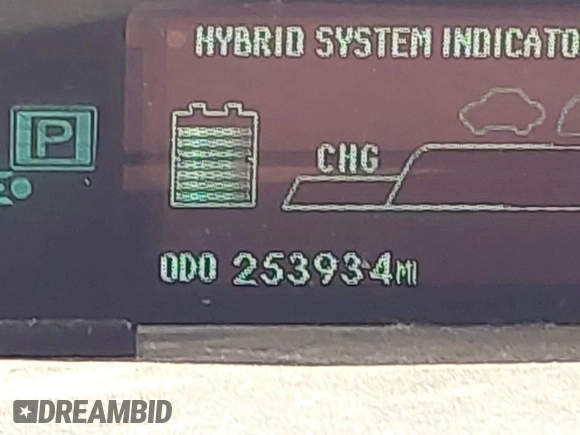 HYBRID SYSTEM INDICATO
P
CHG
ODO 253934MI
DREAMBID